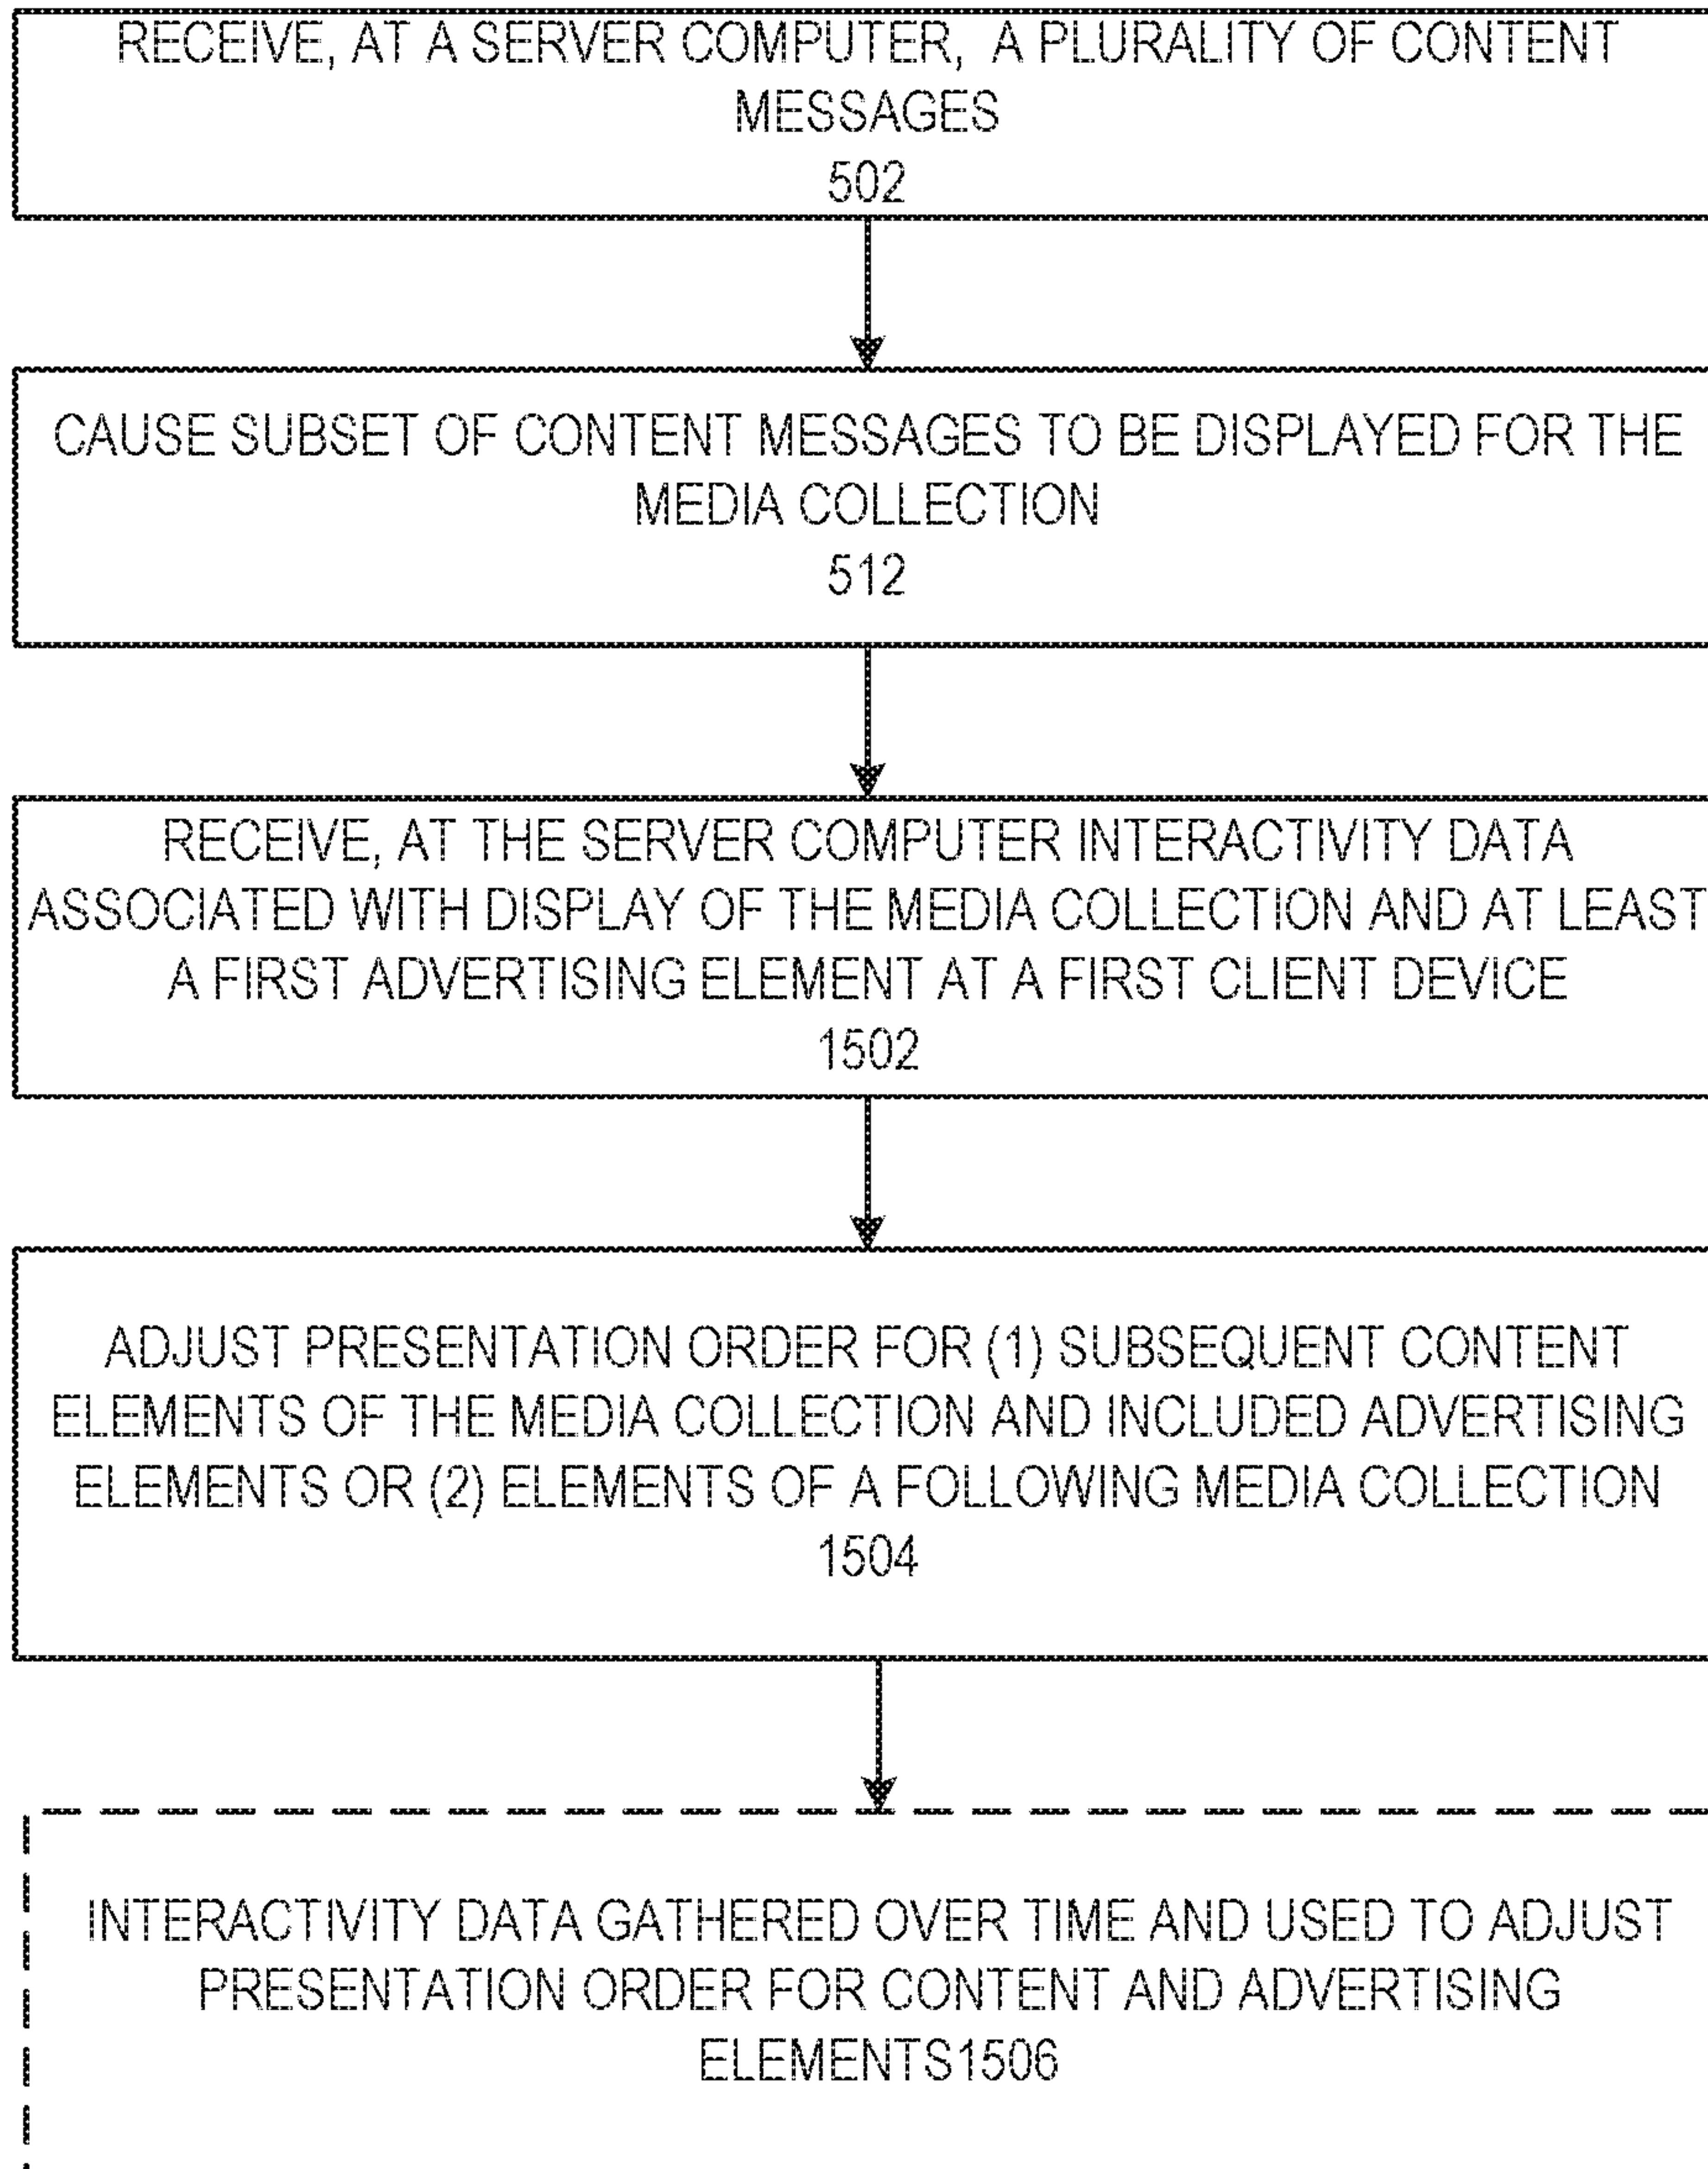 RECEIVE, AT A SERVER COMPUTER, A PLURALITY OF CONTENT
MESSAGES
502
CAUSE SUBSET OF CONTENT MESSAGES TO BE DISPLAYED FOR THE
MEDIA COLLECTION
512
RECEIVE, AT THE SERVER COMPUTER INTERACTIVITY DATA
ASSOCIATED WITH DISPLAY OF THE MEDIA COLLECTION AND AT LEAST
A FIRST ADVERTISING ELEMENT AT A FIRST CLIENT DEVICE
1502
ADJUST PRESENTATION ORDER FOR (1) SUBSEQUENT CONTENT
ELEMENTS OF THE MEDIA COLLECTION AND INCLUDED ADVERTISING
ELEMENTS OR (2) ELEMENTS OF A FOLLOWING MEDIA COLLECTION
1504
INTERACTIVITY DATA GATHERED OVER TIME AND USED TO ADJUST
PRESENTATION ORDER FOR CONTENT AND ADVERTISING
ELEMENTS1506